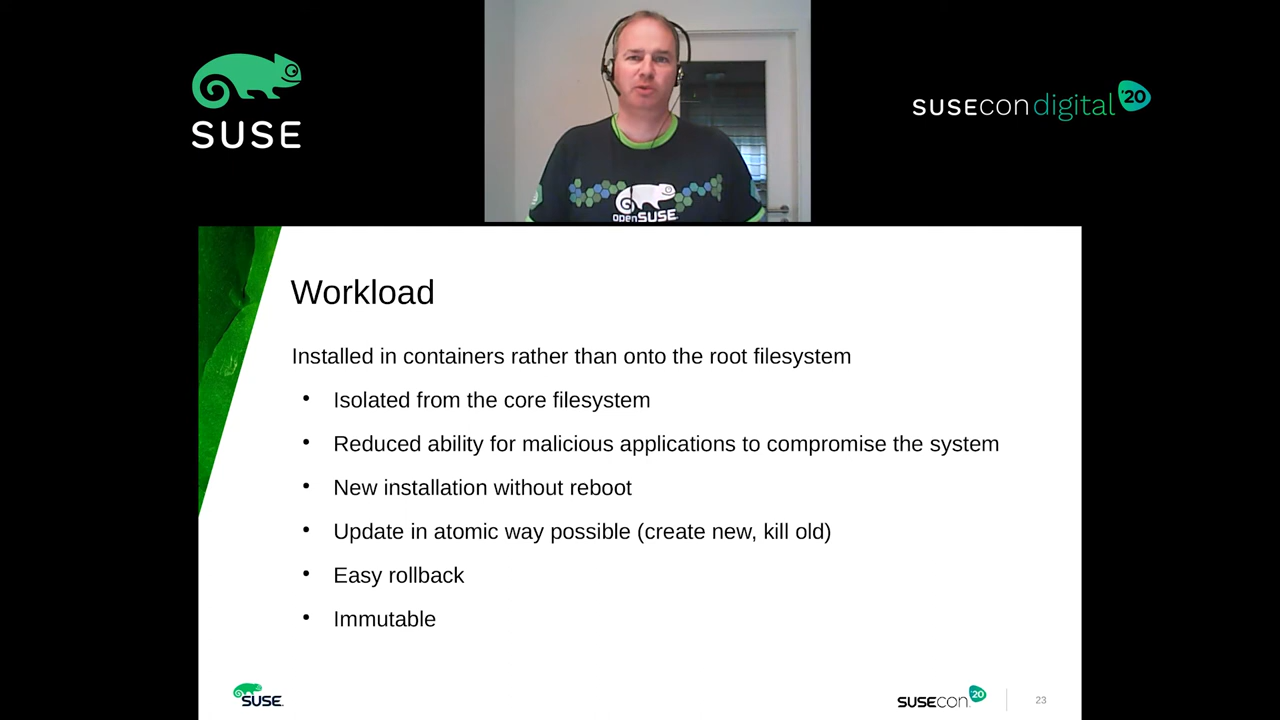 SUSE
SUSEcon digital '20
openSUSE
Workload
Installed in containers rather than onto the root filesystem
• Isolated from the core filesystem
• Reduced ability for malicious applications to compromise the system
• New installation without reboot
• Update in atomic way possible (create new, kill old)
• Easy rollback
• Immutable
SUSE
SUSEcon '20
23